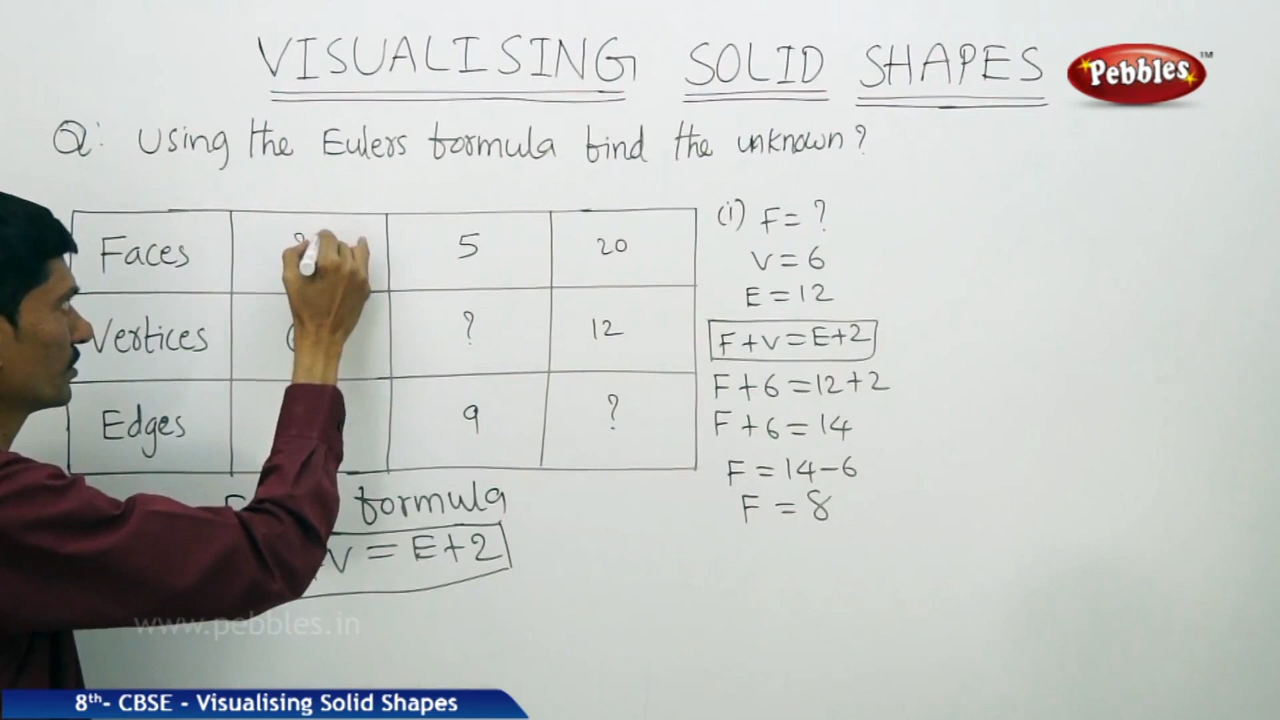 VISUALISING SOLID SHAPES
Pebbles™
Q: Using the Eulers formula find the unknown?
Faces 5 20
Vertices ? 12
Edges 9 ?
formula
V = E+2
(i) F = ?
V = 6
E = 12
F+V = E+2
F+6 = 12+2
F+6 = 14
F = 14-6
F = 8
www.pebbles.in
8th- CBSE - Visualising Solid Shapes